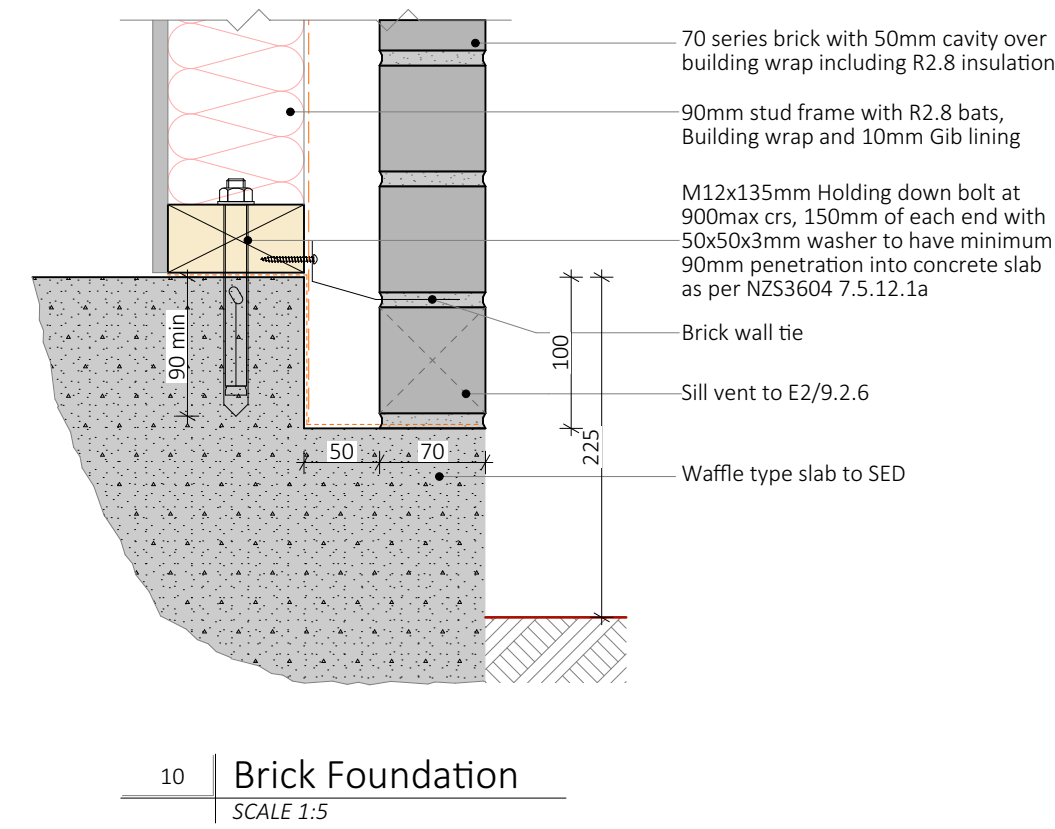 70 series brick with 50mm cavity over
building wrap including R2.8 insulation
90mm stud frame with R2.8 bats,
Building wrap and 10mm Gib lining
M12x135mm Holding down bolt at
900max crs, 150mm of each end with
50x50x3mm washer to have minimum
90mm penetration into concrete slab
as per NZS3604 7.5.12.1a
Brick wall tie
Sill vent to E2/9.2.6
Waffle type slab to SED
90 min
100
225
50
70
10
Brick Foundation
SCALE 1:5